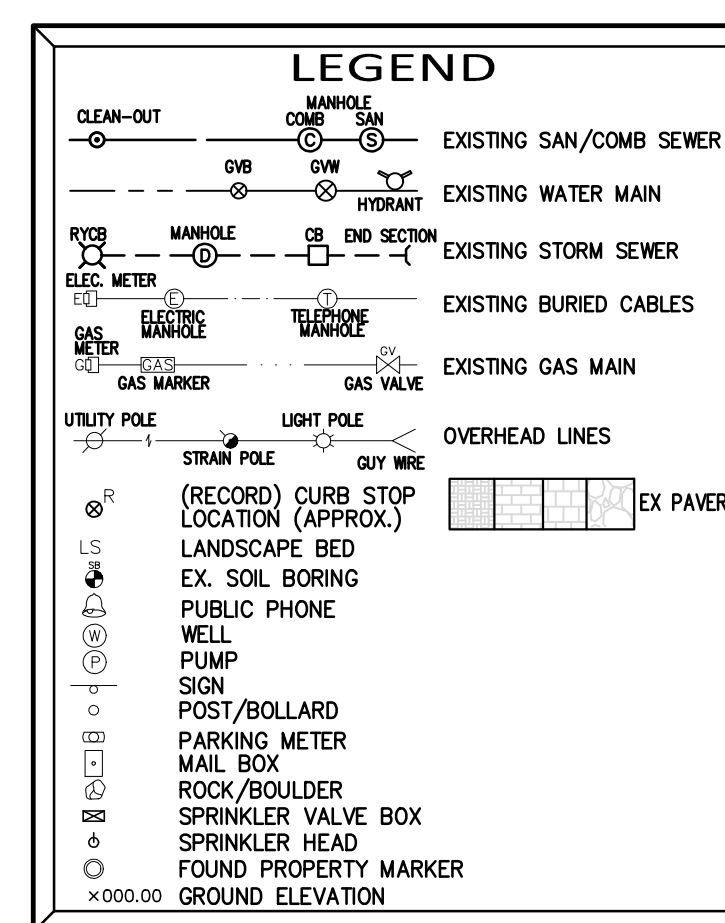 LEGEND
MANHOLE
CLEAN-OUT COMB SAN
C S EXISTING SAN/COMB SEWER
GVB GVW
HYDRANT EXISTING WATER MAIN
RYCB MANHOLE CB END SECTION
D EXISTING STORM SEWER
ELEC. METER
E E T EXISTING BURIED CABLES
ELECTRIC MANHOLE TELEPHONE MANHOLE
GAS METER GV
G GAS EXISTING GAS MAIN
GAS MARKER GAS VALVE
UTILITY POLE LIGHT POLE
OVERHEAD LINES
STRAIN POLE GUY WIRE
R (RECORD) CURB STOP
LOCATION (APPROX.)
EX PAVER
LS LANDSCAPE BED
SB EX. SOIL BORING
PUBLIC PHONE
W WELL
P PUMP
SIGN
POST/BOLLARD
PARKING METER
MAIL BOX
ROCK/BOULDER
SPRINKLER VALVE BOX
SPRINKLER HEAD
FOUND PROPERTY MARKER
×000.00 GROUND ELEVATION